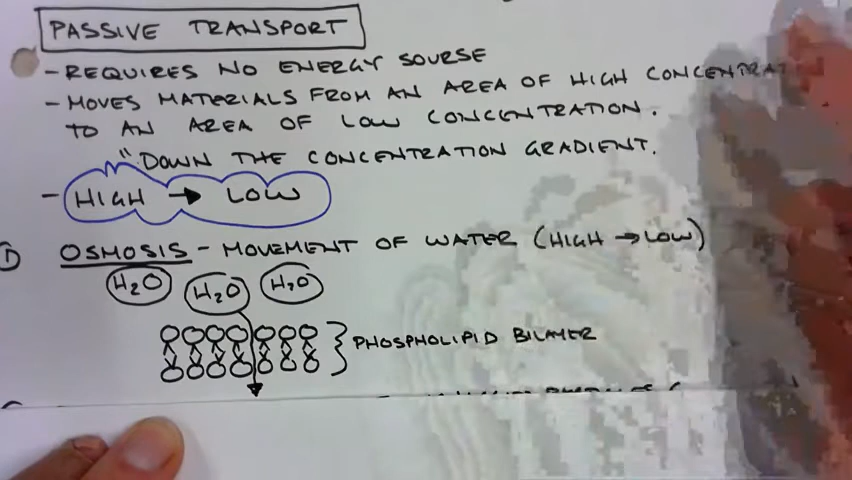 PASSIVE TRANSPORT
- REQUIRES NO ENERGY SOURSE
- MOVES MATERIALS FROM AN AREA OF HIGH
TO AN AREA OF LOW CONCENTRATION.
"DOWN THE CONCENTRATION GRADIENT.
- HIGH → LOW
1) OSMOSIS - MOVEMENT OF WATER (HIGH → LOW)
H₂O H₂O H₂O
PHOSPHOLIPID BILAYER